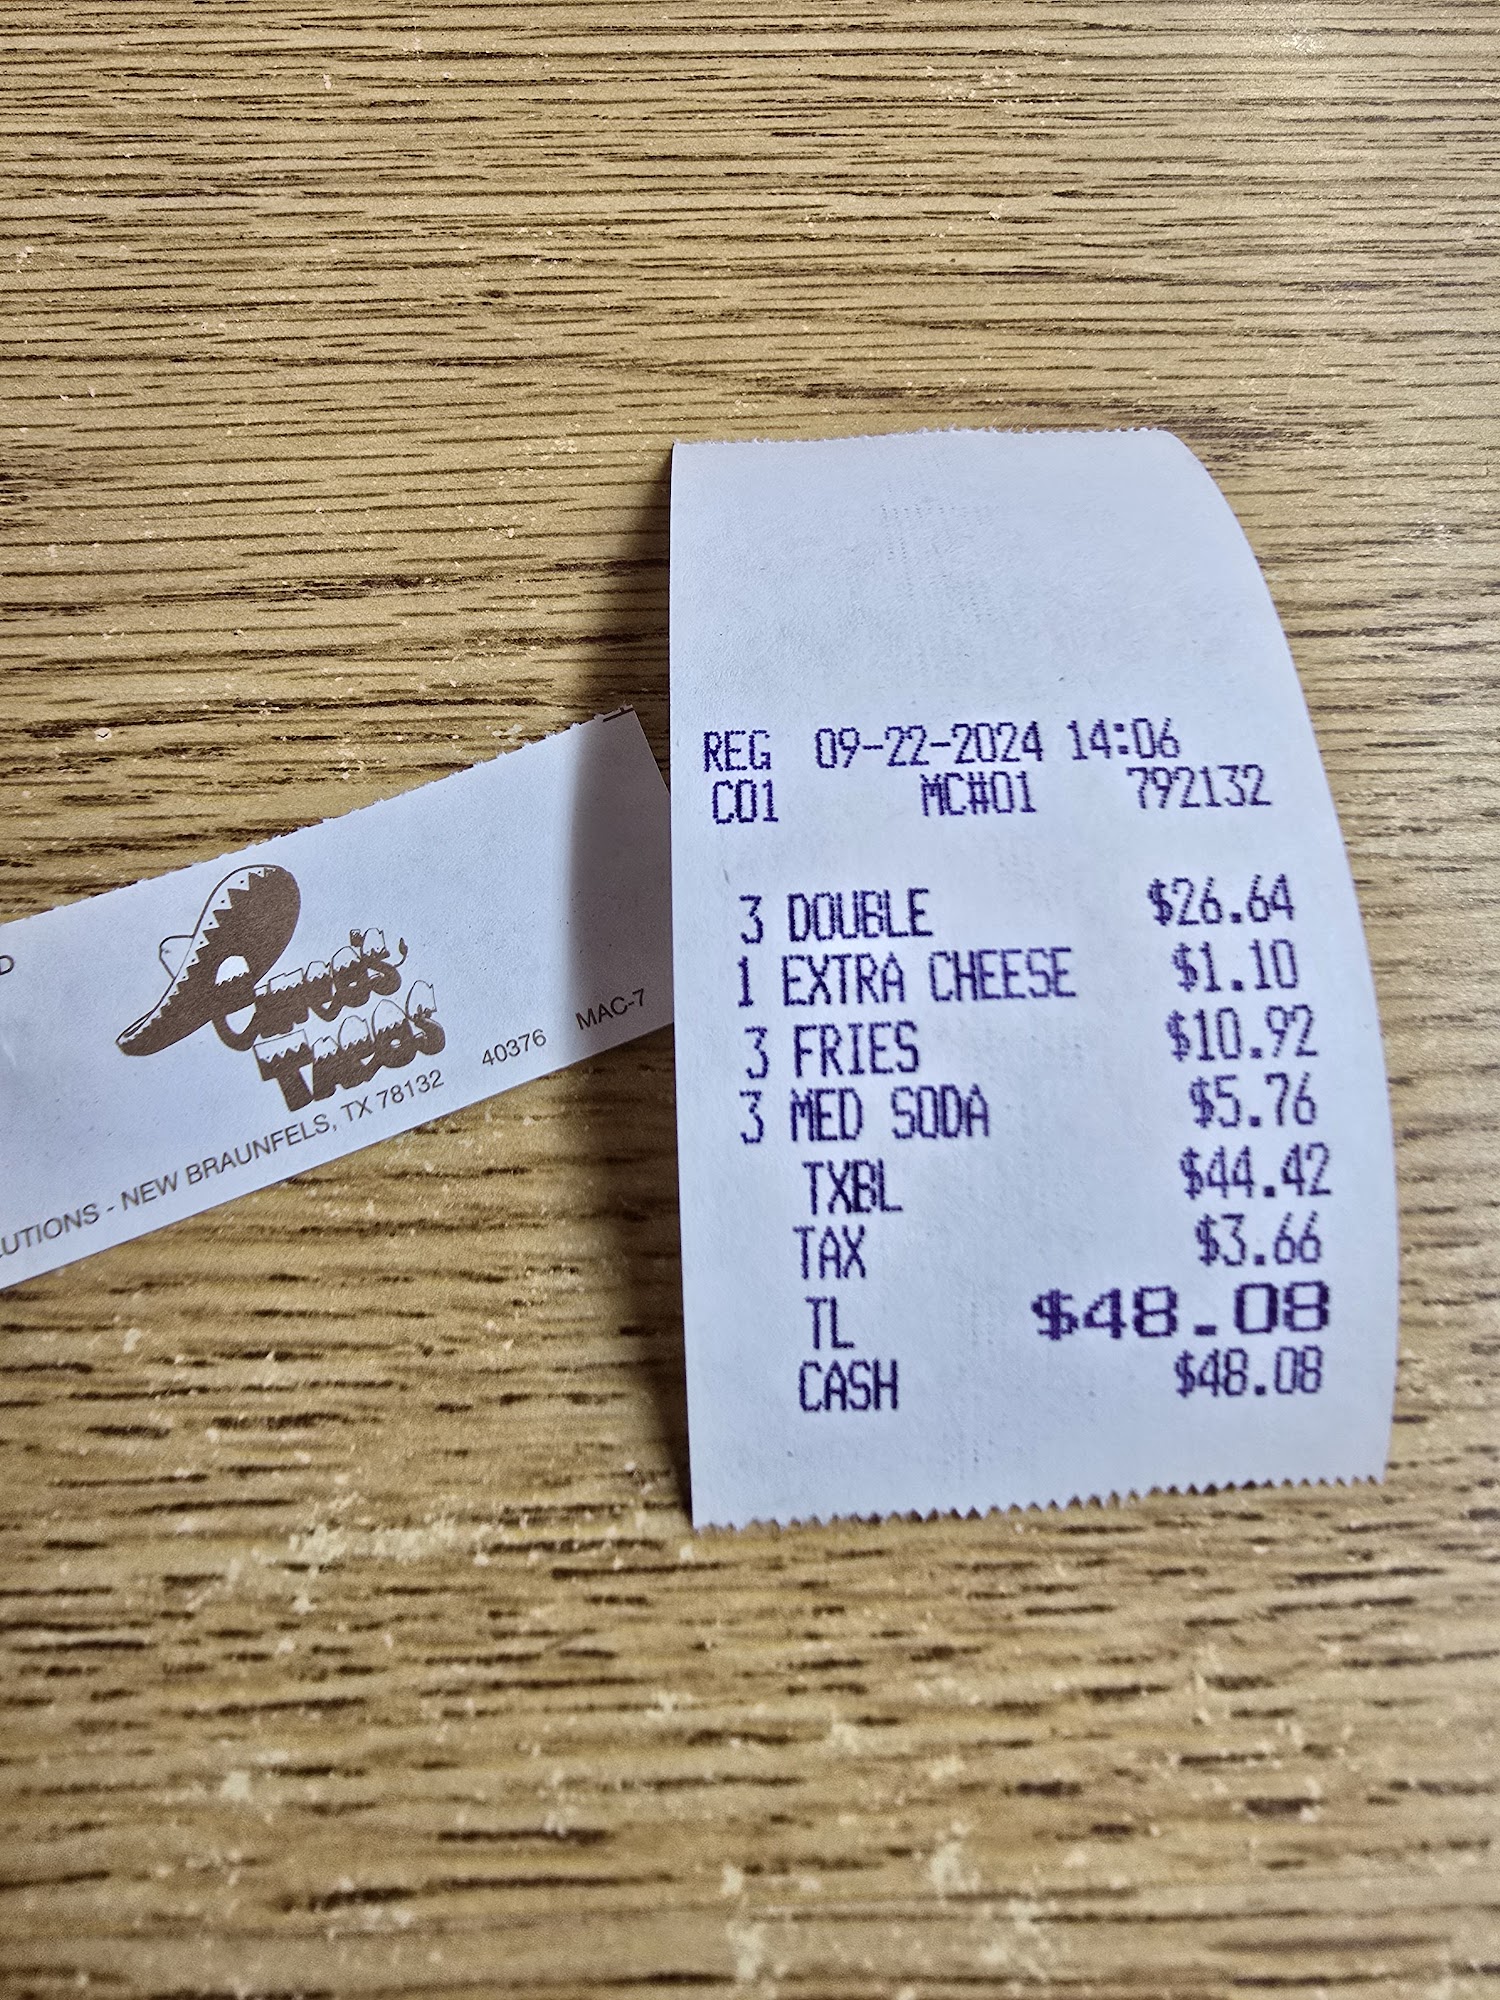 REG 09-22-2024 14:06
C01 MC#01 792132
3 DOUBLE $26.64
1 EXTRA CHEESE $1.10
3 FRIES $10.92
3 MED SODA $5.76
TXBL $44.42
TAX $3.66
TL $48.08
CASH $48.08
TACOS
LUTIONS - NEW BRAUNFELS, TX 78132 40376 MAC-7